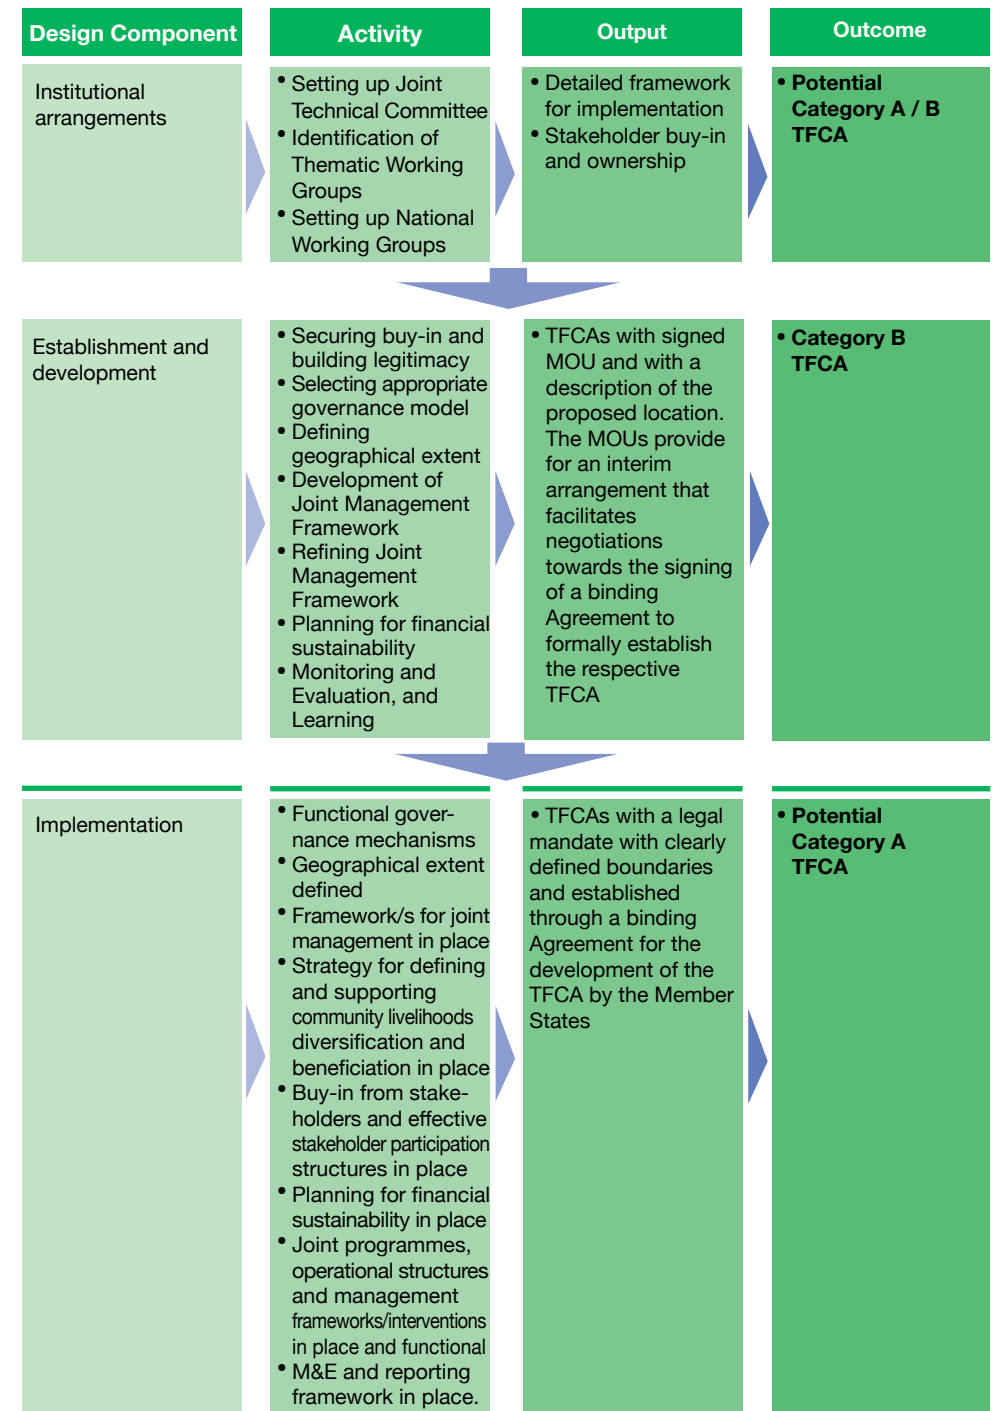 Design Component
Activity
Output
Outcome
Institutional
arrangements
• Setting up Joint
Technical Committee
• Identification of
Thematic Working
Groups
• Setting up National
Working Groups
• Detailed framework
for implementation
• Stakeholder buy-in
and ownership
• Potential
Category A / B
TFCA
Establishment and
development
• Securing buy-in and
building legitimacy
• Selecting appropriate
governance model
• Defining
geographical extent
• Development of
Joint Management
Framework
• Refining Joint
Management
Framework
• Planning for financial
sustainability
• Monitoring and
Evaluation, and
Learning
• TFCAs with signed
MOU and with a
description of the
proposed location.
The MOUs provide
for an interim
arrangement that
facilitates
negotiations
towards the signing
of a binding
Agreement to
formally establish
the respective
TFCA
• Category B
TFCA
Implementation
• Functional gover-
nance mechanisms
• Geographical extent
defined
• Framework/s for joint
management in place
• Strategy for defining
and supporting
community livelihoods
diversification and
beneficiation in place
• Buy-in from stake-
holders and effective
stakeholder participation
structures in place
• Planning for financial
sustainability in place
• Joint programmes,
operational structures
and management
frameworks/interventions
in place and functional
• M&E and reporting
framework in place.
• TFCAs with a legal
mandate with clearly
defined boundaries
and established
through a binding
Agreement for the
development of the
TFCA by the Member
States
• Potential
Category A
TFCA